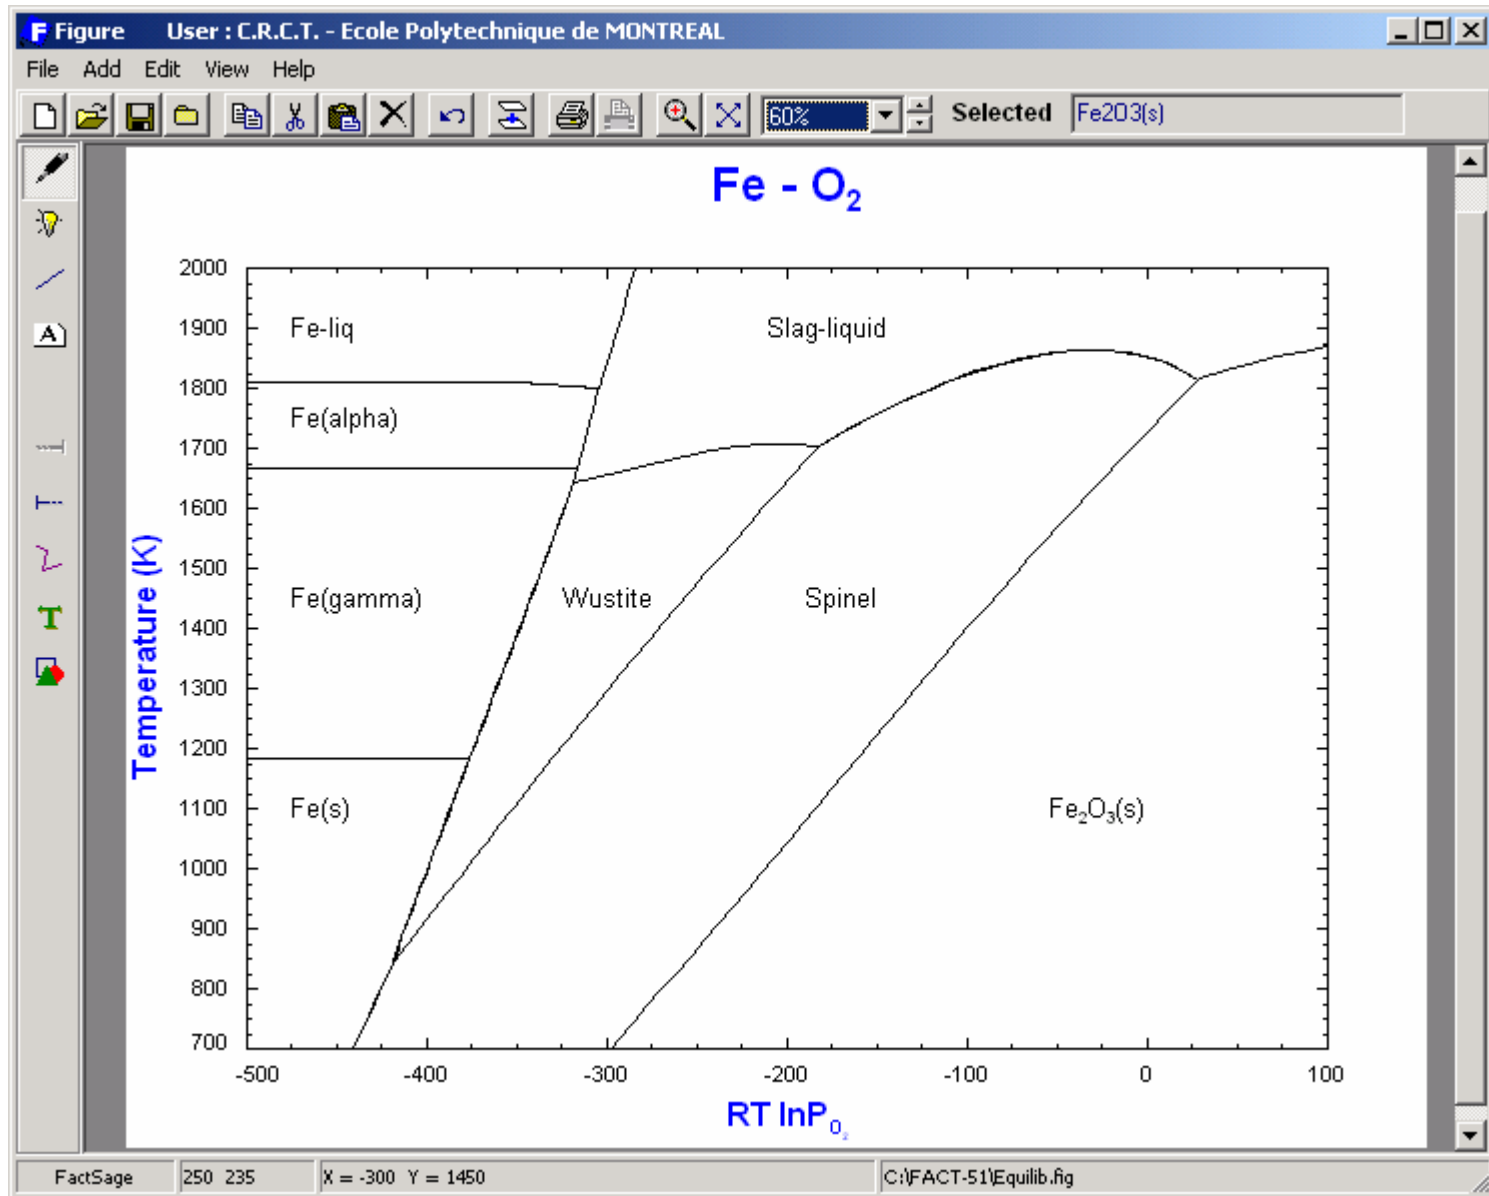 Figure User : C.R.C.T. - Ecole Polytechnique de MONTREAL
File Add Edit View Help
60% Selected Fe2O3(s)
A
T
Fe - O₂
2000
1900
1800
1700
1600
1500
1400
1300
1200
1100
1000
900
800
700
Temperature (K)
Fe-liq
Slag-liquid
Fe(alpha)
Fe(gamma)
Wustite
Spinel
Fe(s)
Fe₂O₃(s)
-500 -400 -300 -200 -100 0 100
RT lnP O₂
FactSage 250 235 X = -300 Y = 1450 C:\FACT-51\Equilib.fig